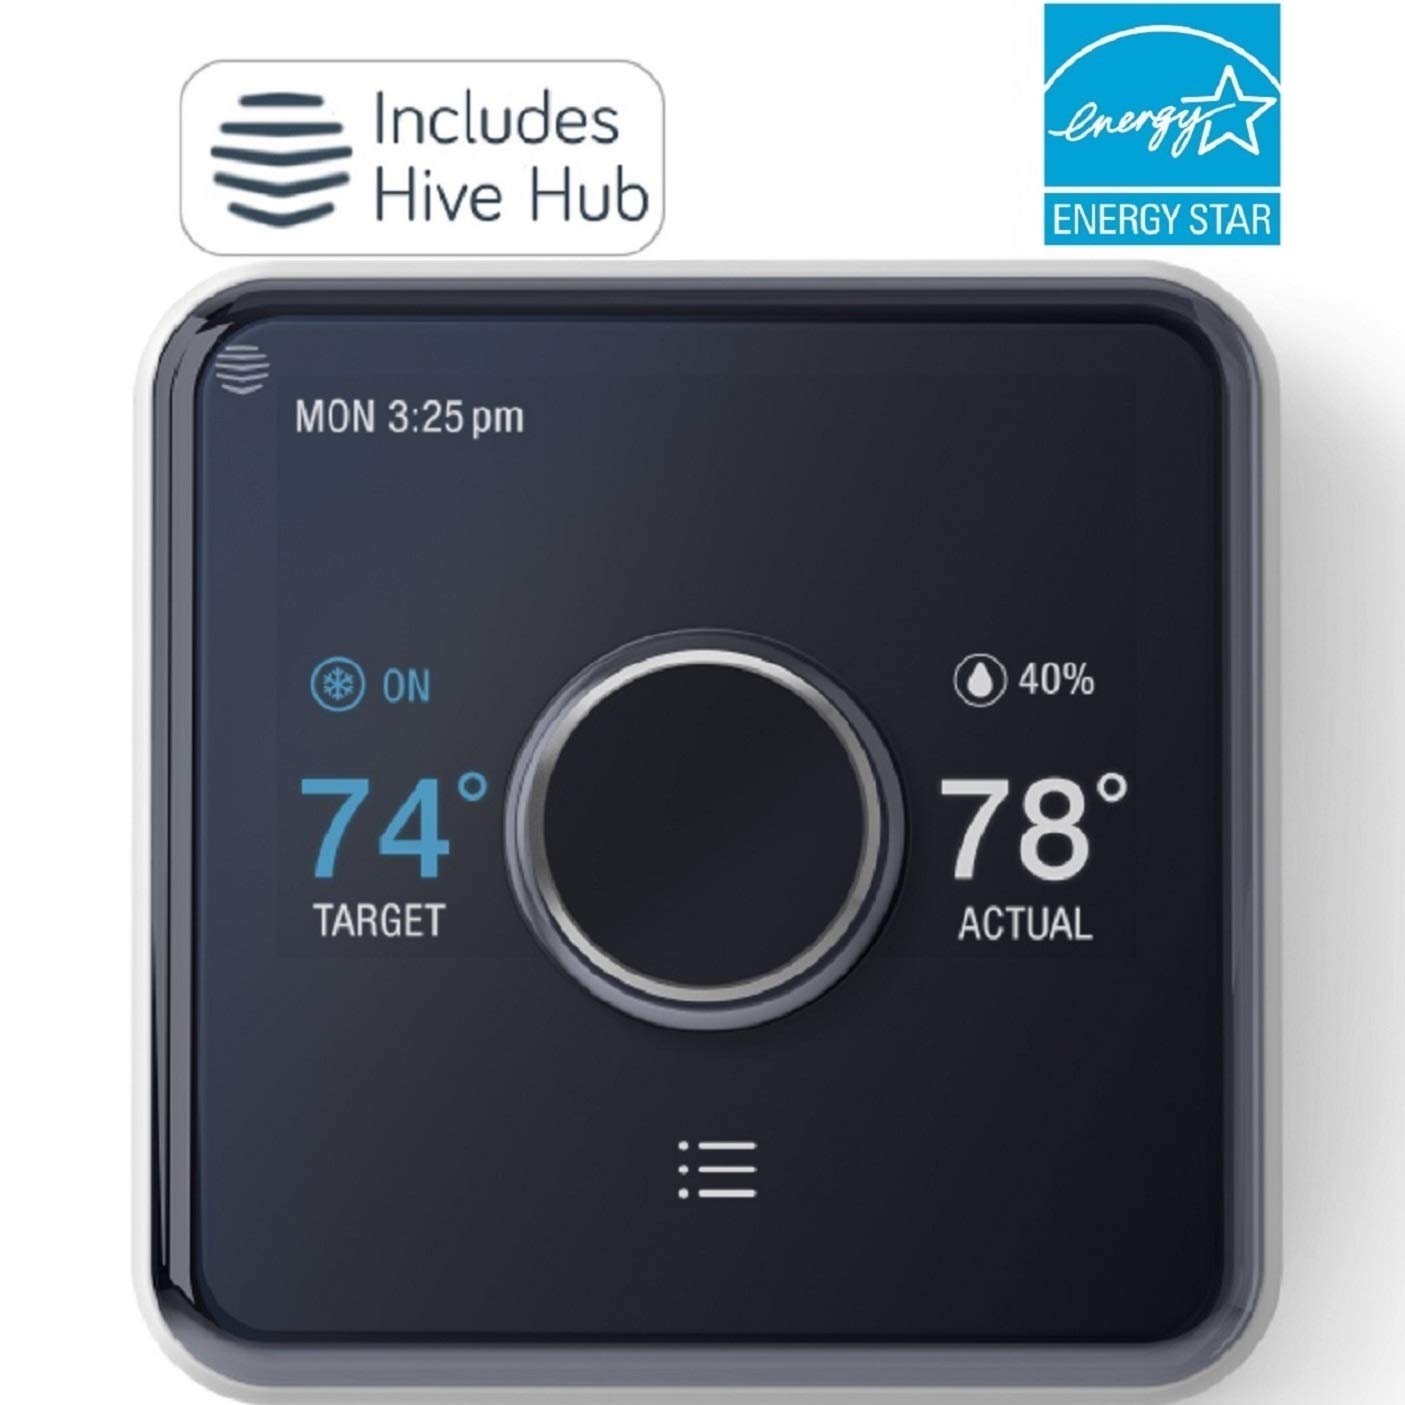 Includes
Hive Hub
energy
ENERGY STAR
MON 3:25 pm
ON
40%
74°
78°
TARGET
ACTUAL